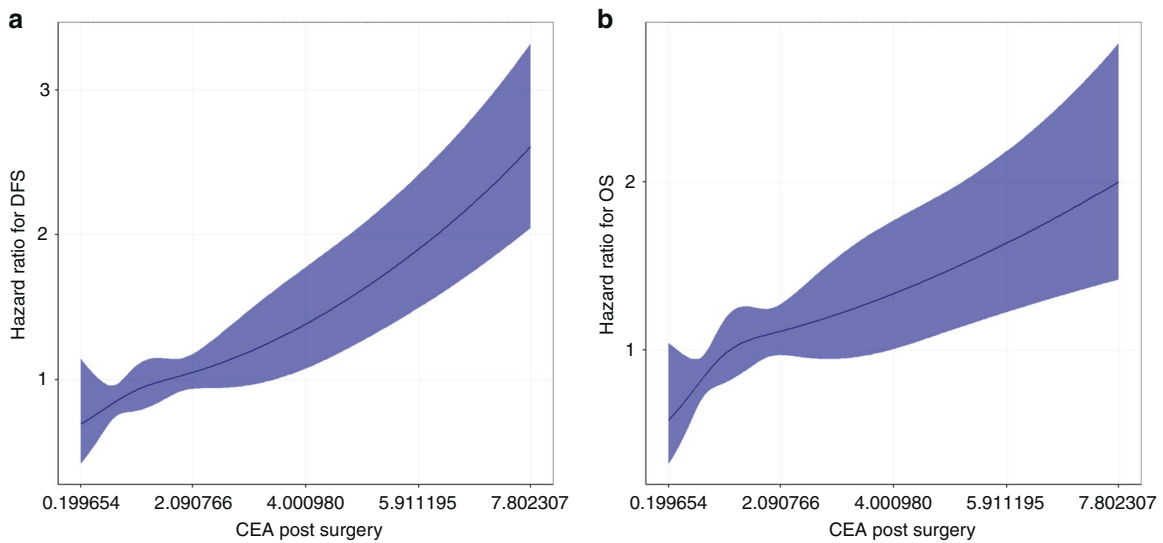 a
Hazard ratio for DFS
3
2
1
0.199654 2.090766 4.000980 5.911195 7.802307
CEA post surgery
b
Hazard ratio for OS
2
1
0.199654 2.090766 4.000980 5.911195 7.802307
CEA post surgery